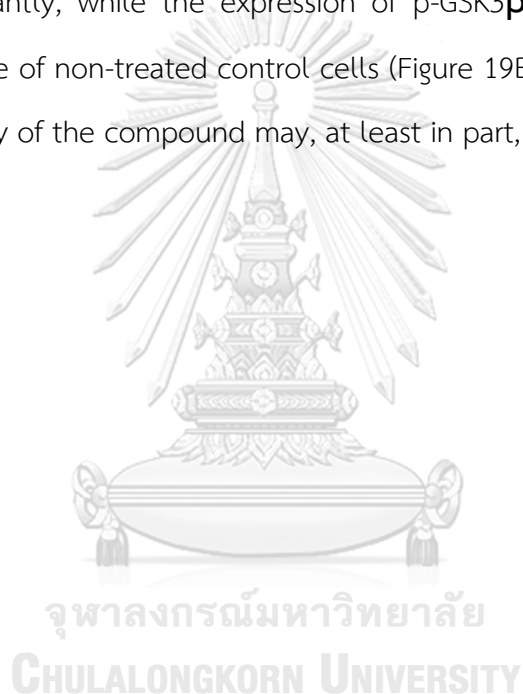 antly, while the expression of p-GSK3β
e of non-treated control cells (Figure 19B
y of the compound may, at least in part,
จุฬาลงกรณ์มหาวิทยาลัย
CHULALONGKORN UNIVERSITY